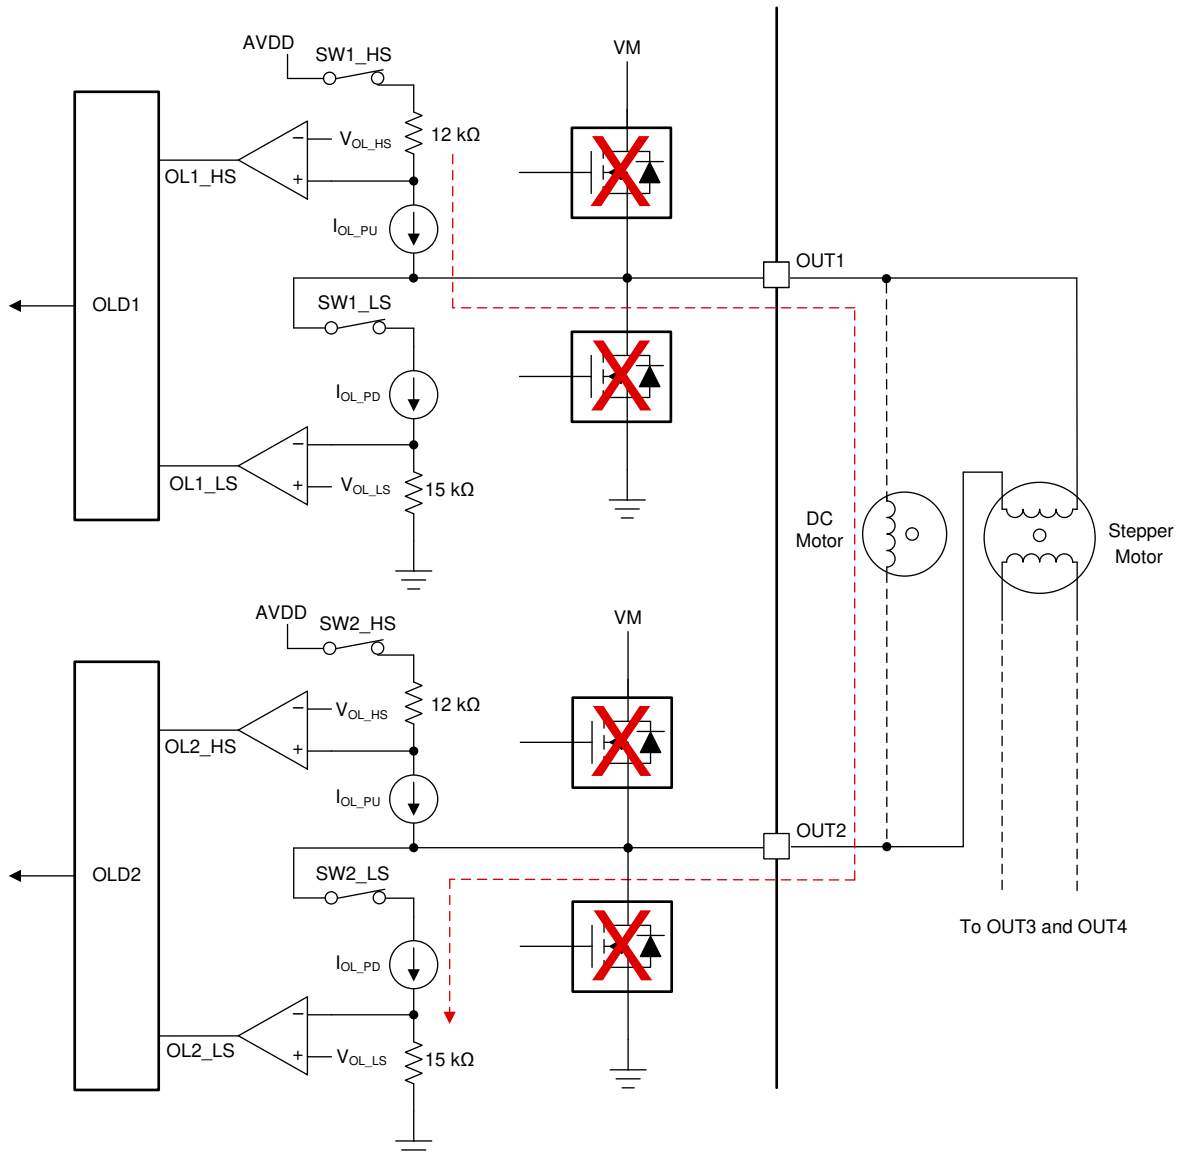 AVDD
SW1_HS
VM
12 kΩ
VOL_HS
OL1_HS
IOL_PU
OUT1
SW1_LS
OLD1
IOL_PD
OL1_LS
VOL_LS
15 kΩ
DC
Motor
Stepper
Motor
AVDD
SW2_HS
VM
12 kΩ
VOL_HS
OL2_HS
IOL_PU
OUT2
SW2_LS
OLD2
To OUT3 and OUT4
IOL_PD
OL2_LS
VOL_LS
15 kΩ